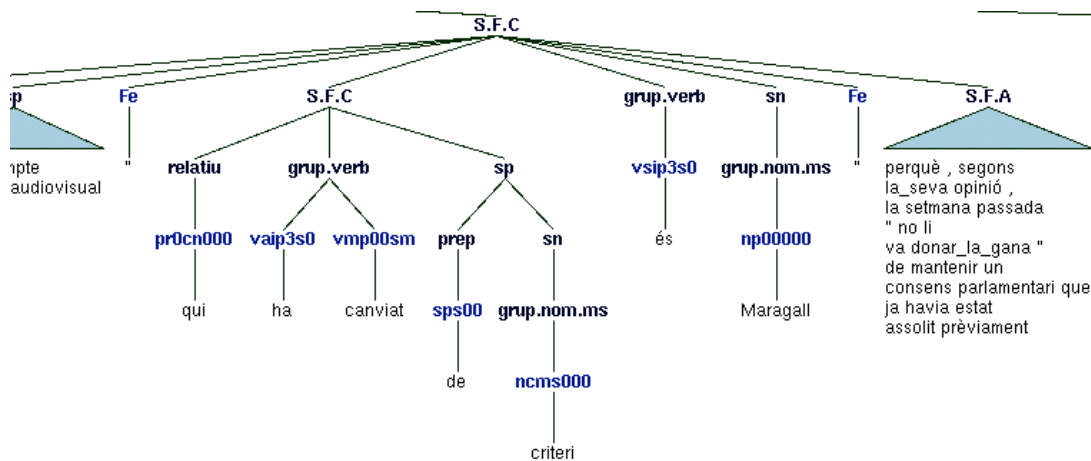 S.F.C
sp Fe S.F.C grup.verb sn Fe S.F.A
audiovisual " relatiu grup.verb sp vsip3s0 grup.nom.ms " perquè , segons
la_seva opinió ,
la setmana passada
" no li
va donar_la_gana "
de mantenir un
consens parlamentari que
ja havia estat
assolit prèviament
pr0cn000 vaip3s0 vmp00sm prep sn és np00000
qui ha canviat sps00 grup.nom.ms Maragall
de ncms000
criteri